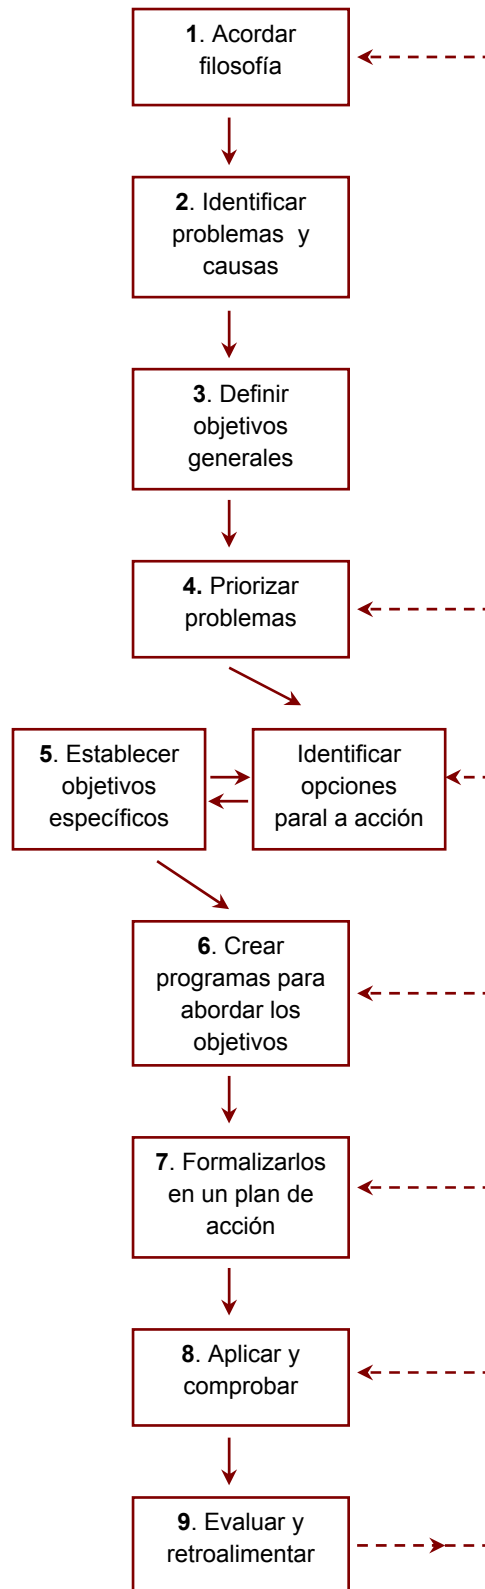 1. Acordar
filosofía
2. Identificar
problemas y
causas
3. Definir
objetivos
generales
4. Priorizar
problemas
5. Establecer
objetivos
específicos
Identificar
opciones
paral a acción
6. Crear
programas para
abordar los
objetivos
7. Formalizarlos
en un plan de
acción
8. Aplicar y
comprobar
9. Evaluar y
retroalimentar